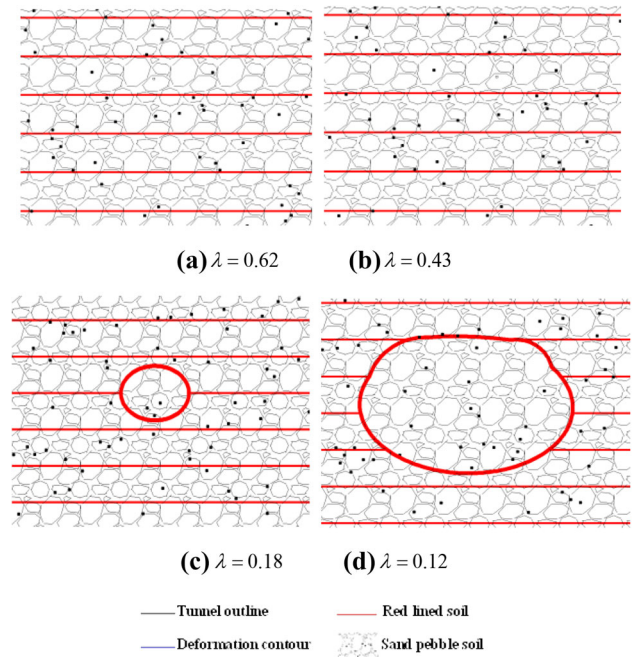 (a) λ = 0.62
(b) λ = 0.43
(c) λ = 0.18
(d) λ = 0.12
Tunnel outline
Red lined soil
Deformation contour
Sand pebble soil